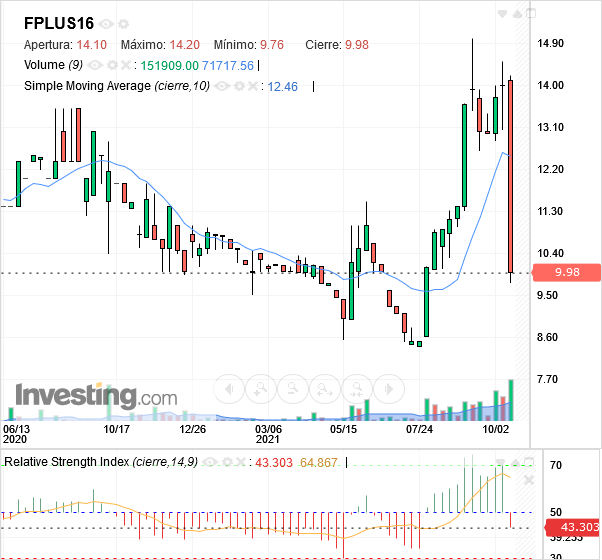 FPLUS16
Apertura: 14.10 Máximo: 14.20 Mínimo: 9.76 Cierre: 9.98
Volume (9) : 151909.00 71717.56
Simple Moving Average (cierre,10) : 12.46
14.90
14.00
13.10
12.20
11.30
10.40
9.98
9.50
8.60
7.70
Investing.com
06/13 10/17 12/26 03/06 05/15 07/24 10/02
2020 2021
Relative Strength Index (cierre,14,9) : 43.303 64.867
70
50
43.303
39.235
30